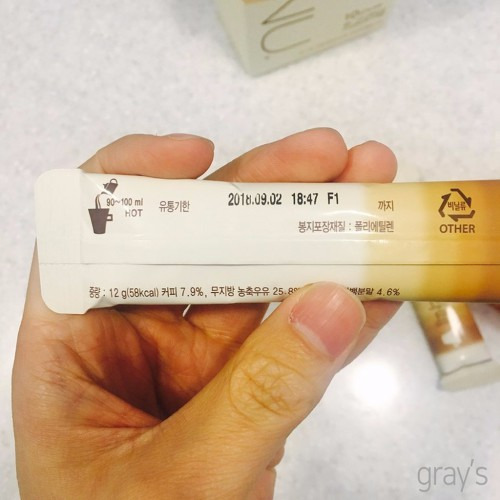 90~100 ml
HOT
유통기한 2018.09.02 18:47 F1 까지
봉지포장재질 : 폴리에틸렌
비닐류
OTHER
중량 : 12 g(58kcal) 커피 7.9%, 무지방 농축우유 25.8 4.6%
gray's